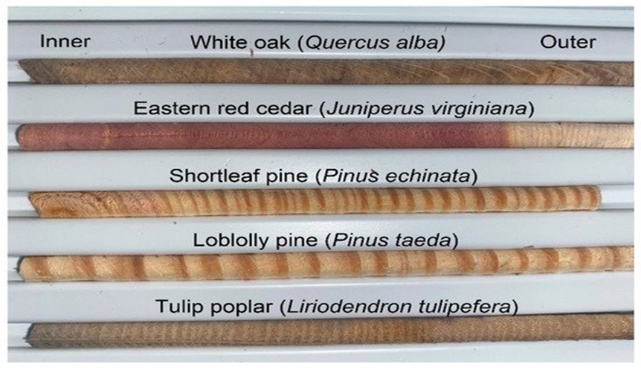 Inner White oak (Quercus alba) Outer
Eastern red cedar (Juniperus virginiana)
Shortleaf pine (Pinus echinata)
Loblolly pine (Pinus taeda)
Tulip poplar (Liriodendron tulipefera)